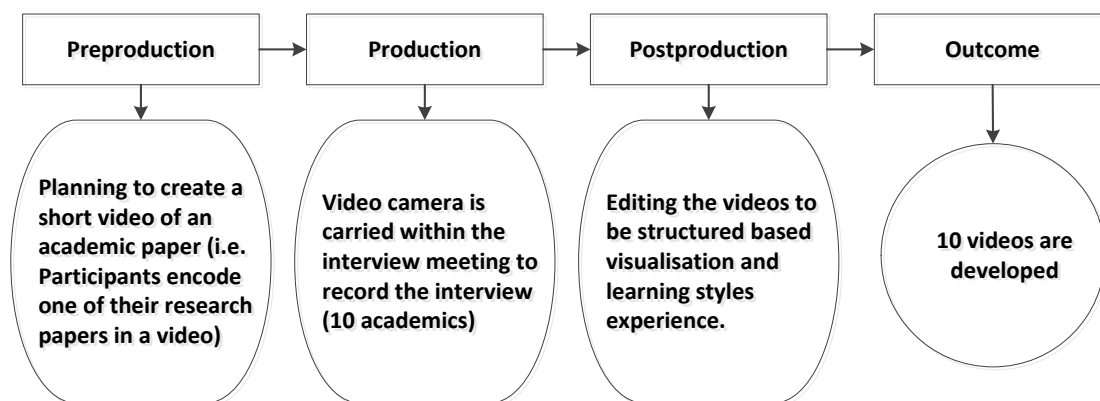 Preproduction
Production
Postproduction
Outcome
Planning to create a
short video of an
academic paper (i.e.
Participants encode
one of their research
papers in a video)
Video camera is
carried within the
interview meeting to
record the interview
(10 academics)
Editing the videos to
be structured based
visualisation and
learning styles
experience.
10 videos are
developed